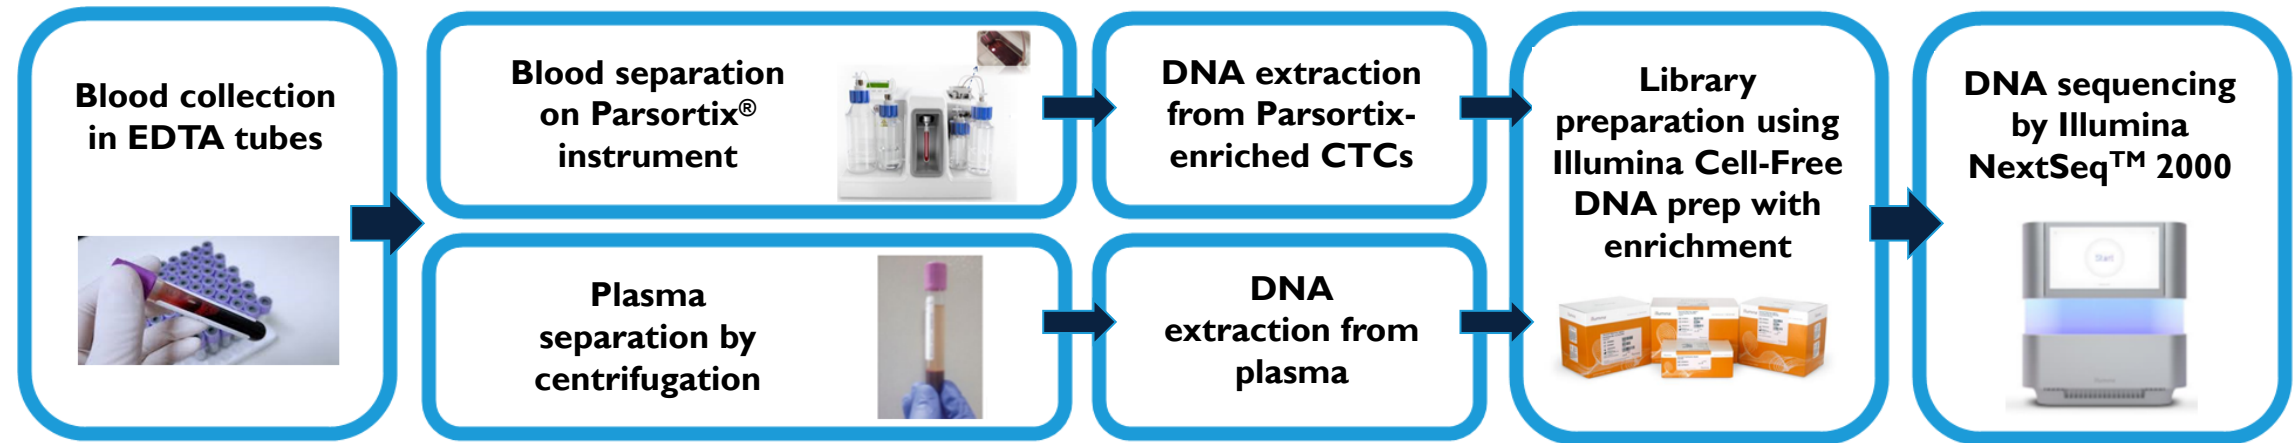 Blood collection
in EDTA tubes
Blood separation
on Parsortix®
instrument
DNA extraction
from Parsortix-
enriched CTCs
Plasma
separation by
centrifugation
DNA
extraction from
plasma
Library
preparation using
Illumina Cell-Free
DNA prep with
enrichment
DNA sequencing
by Illumina
NextSeq™ 2000
Start